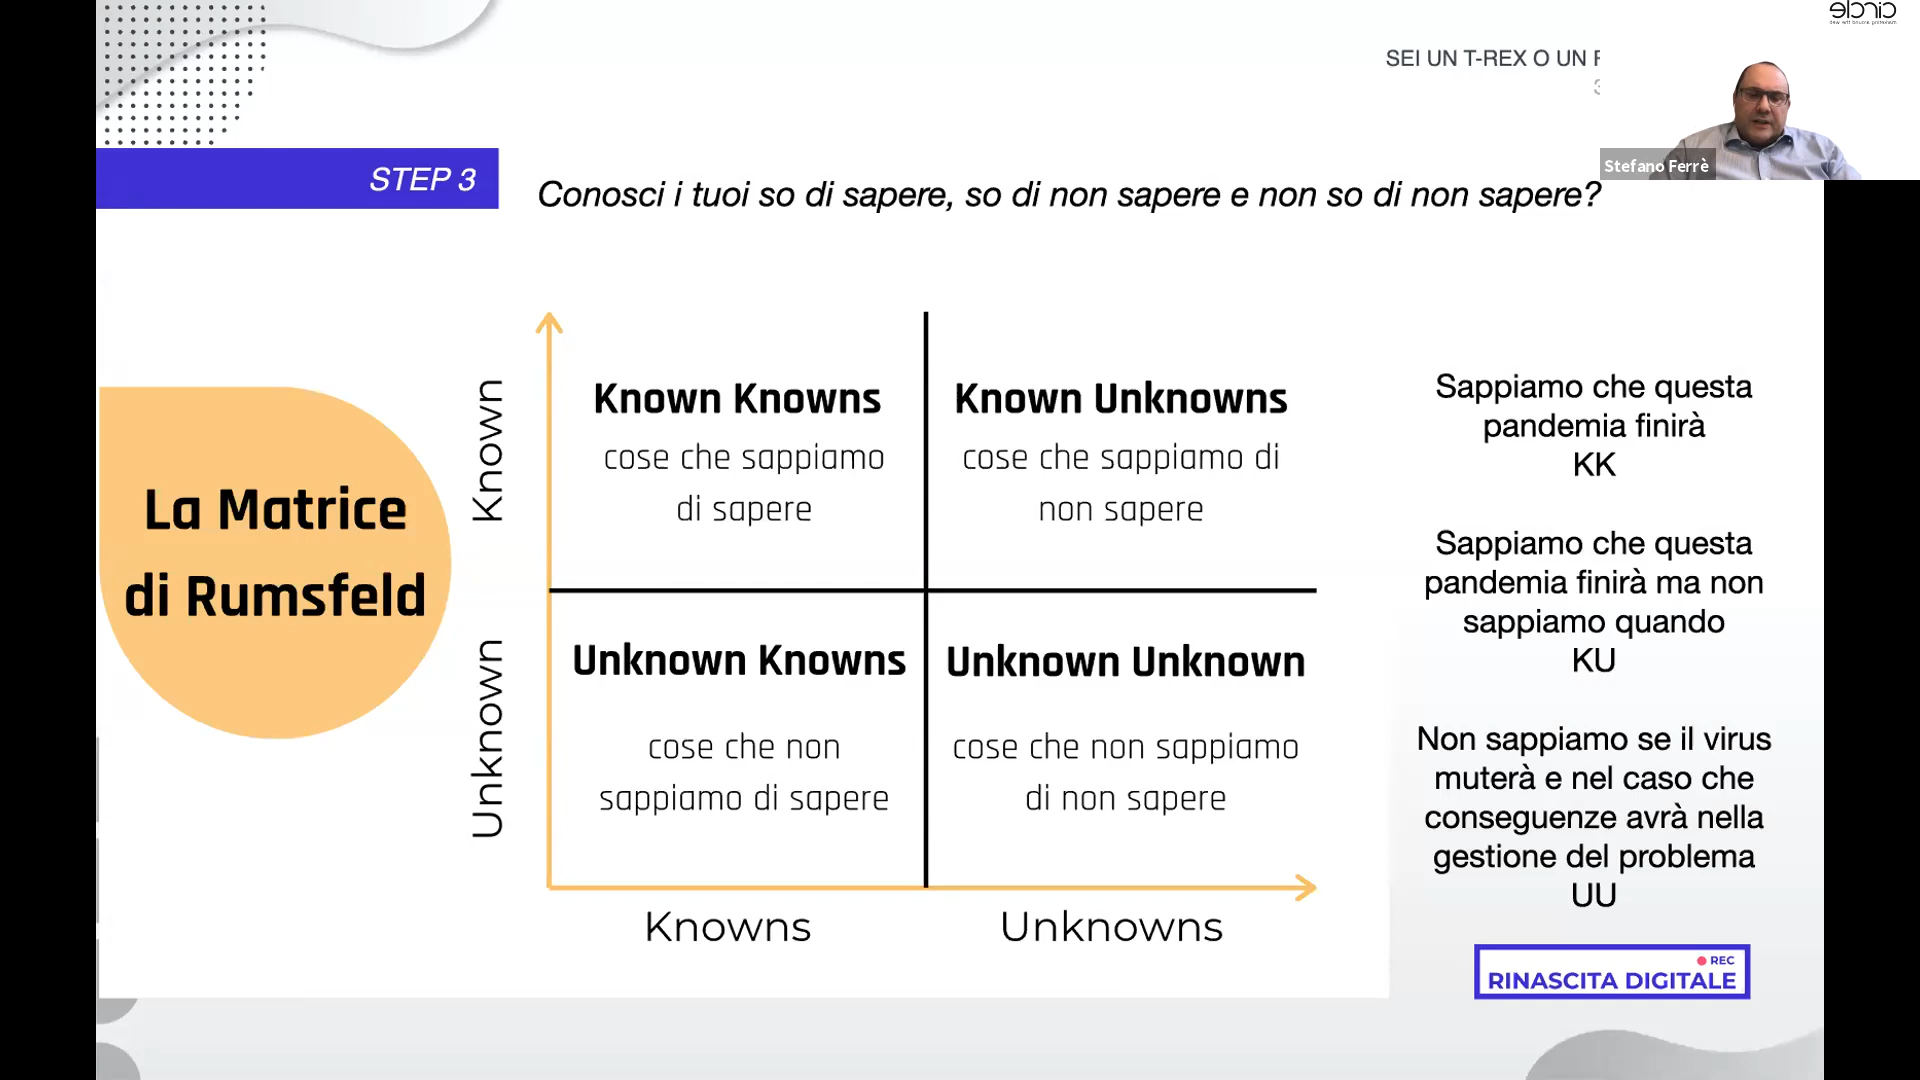 SEI UN T-REX O UN
Stefano Ferrè
STEP 3
Conosci i tuoi so di sapere, so di non sapere e non so di non sapere?
La Matrice
di Rumsfeld
Known
Unknown
Known Knowns
cose che sappiamo
di sapere
Known Unknowns
cose che sappiamo di
non sapere
Unknown Knowns
cose che non
sappiamo di sapere
Unknown Unknown
cose che non sappiamo
di non sapere
Knowns
Unknowns
Sappiamo che questa
pandemia finirà
KK
Sappiamo che questa
pandemia finirà ma non
sappiamo quando
KU
Non sappiamo se il virus
muterà e nel caso che
conseguenze avrà nella
gestione del problema
UU
REC
RINASCITA DIGITALE
circle